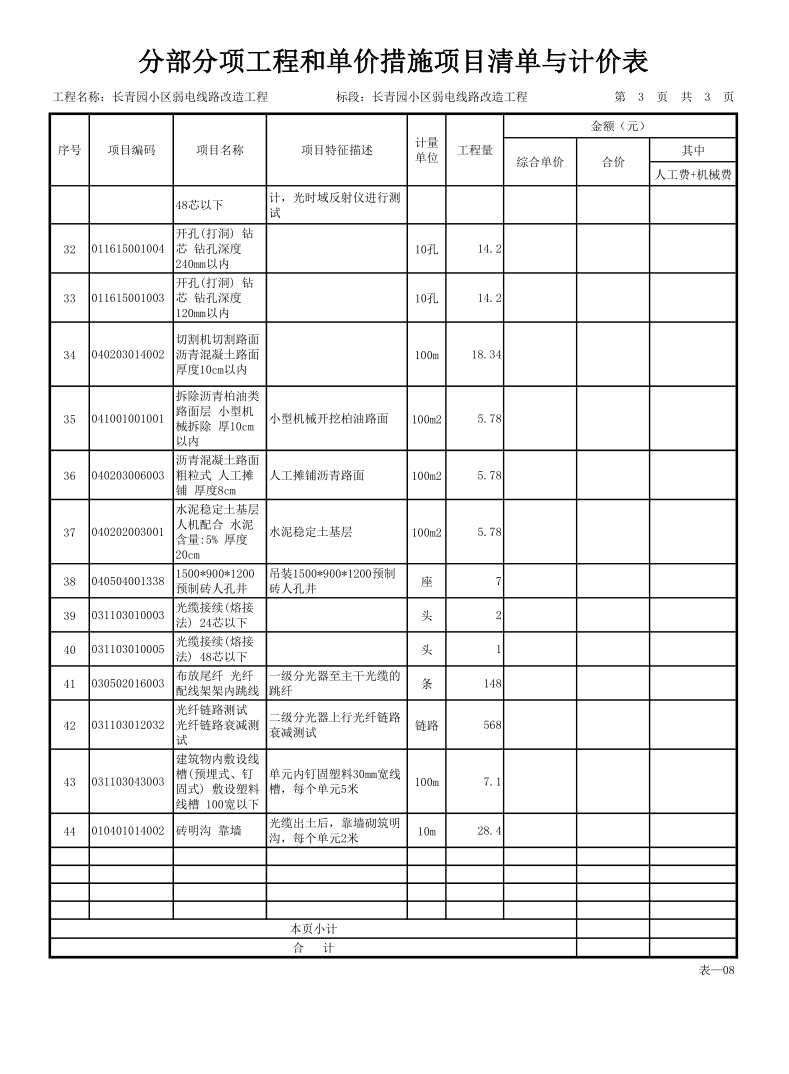 分部分项工程和单价措施项目清单与计价表
工程名称：长青园小区弱电线路改造工程 标段：长青园小区弱电线路改造工程 第 3 页 共 3 页
序号 项目编码 项目名称 项目特征描述 计量 单位 工程量 金额（元）
综合单价 合价 其中
人工费+机械费
48芯以下
计，光时域反射仪进行测
试
32 011615001004
开孔(打洞) 钻
芯 钻孔深度
240mm以内
10孔 14.2
33 011615001003
开孔(打洞) 钻
芯 钻孔深度
120mm以内
10孔 14.2
34 040203014002
切割机切割路面
沥青混凝土路面
厚度10cm以内
100m 18.34
35 041001001001
拆除沥青柏油类
路面层 小型机
械拆除 厚10cm
以内
小型机械开挖柏油路面 100m2 5.78
36 040203006003
沥青混凝土路面
粗粒式 人工摊
铺 厚度8cm
人工摊铺沥青路面 100m2 5.78
37 040202003001
水泥稳定土基层
人机配合 水泥
含量:5% 厚度
20cm
水泥稳定土基层 100m2 5.78
38 040504001338
1500*900*1200
预制砖人孔井
吊装1500*900*1200预制
砖人孔井
座 7
39 031103010003
光缆接续(熔接
法) 24芯以下
头 2
40 031103010005
光缆接续(熔接
法) 48芯以下
头 1
41 030502016003
布放尾纤 光纤
配线架架内跳线
一级分光器至主干光缆的
跳纤
条 148
42 031103012032
光纤链路测试
光纤链路衰减测
试
二级分光器上行光纤链路
衰减测试
链路 568
43 031103043003
建筑物内敷设线
槽(预埋式、钉
固式) 敷设塑料
线槽 100宽以下
单元内钉固塑料30mm宽线
槽，每个单元5米
100m 7.1
44 010401014002
砖明沟 靠墙
光缆出土后，靠墙砌筑明
沟，每个单元2米
10m 28.4
本页小计
合 计
表—08